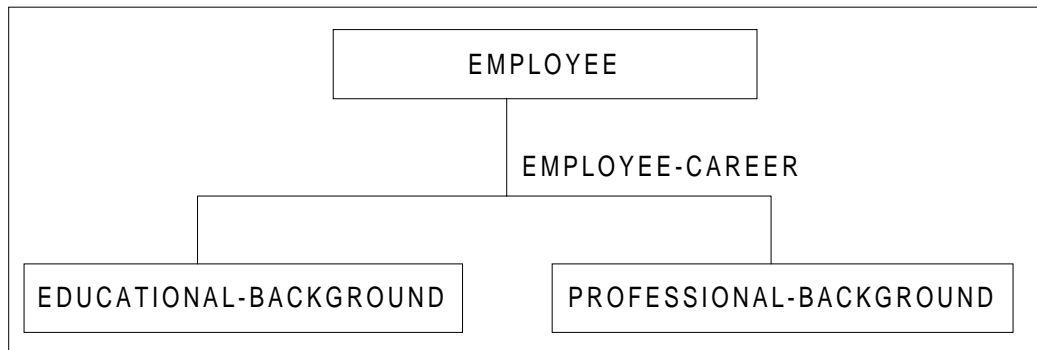 EMPLOYEE
EMPLOYEE-CAREER
EDUCATIONAL-BACKGROUND
PROFESSIONAL-BACKGROUND